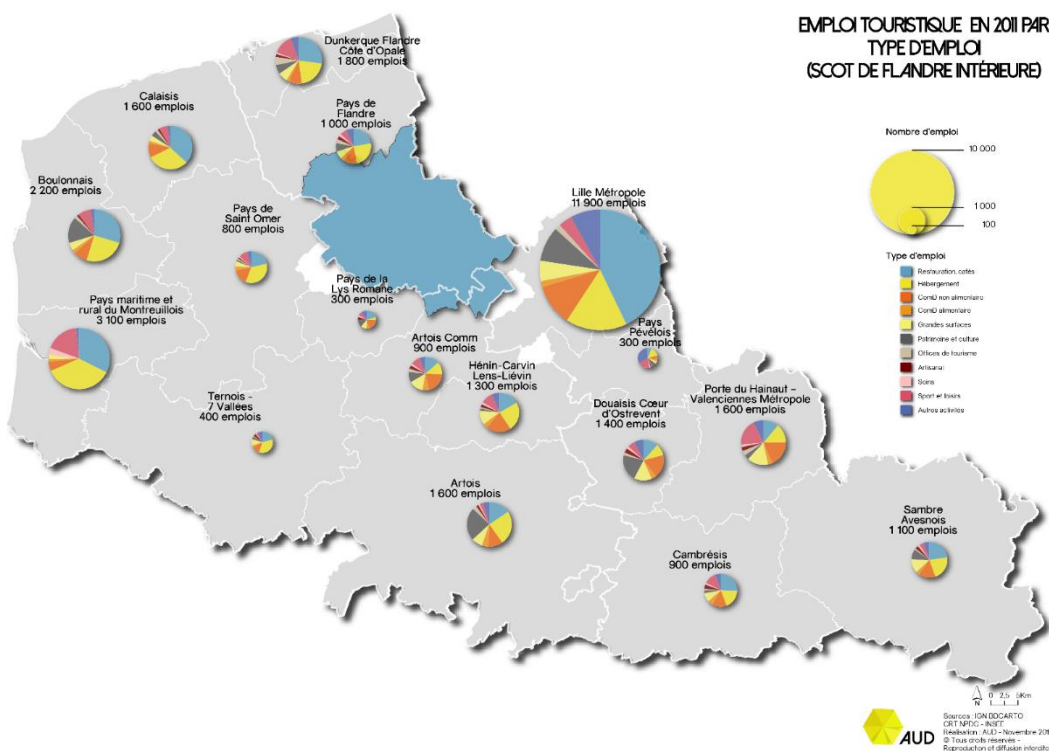 EMPLOI TOURISTIQUE EN 2011 PAR
TYPE D'EMPLOI
(SCOT DE FLANDRE INTÉRIEURE)
Dunkerque Flandre
Côte d'Opale
1 800 emplois
Calaisis
1 600 emplois
Pays de
Flandre
1 000 emplois
Boulonnais
2 200 emplois
Pays de
Saint Omer
800 emplois
Lille Métropole
11 900 emplois
Pays maritime et
rural du Montreuillois
3 100 emplois
Pays de la
Lys Romane
300 emplois
Artois Comm
900 emplois
Pays
Pévélois
300 emplois
Hénin-Carvin
Lens-Liévin
1 300 emplois
Ternois -
7 Vallées
400 emplois
Douaisis Cœur
d'Ostrevent
1 400 emplois
Porte du Hainaut -
Valenciennes Métropole
1 600 emplois
Artois
1 600 emplois
Cambrésis
900 emplois
Sambre
Avesnois
1 100 emplois
Nombre d'emploi
10 000
1 000
100
Type d'emploi
Restauration, cafés
Hébergement
ComD non alimentaire
ComD alimentaire
Grandes surfaces
Patrimoine et culture
Offices de tourisme
Artisanat
Soins
Sport et loisirs
Autres activités
N
0 2,5 5Km
AUD
Sources : IGN BDCARTO
CRT NPDC - INSEE
Réalisation : AUD - Novembre 201
© Tous droits réservés -
Reproduction et diffusion interdite